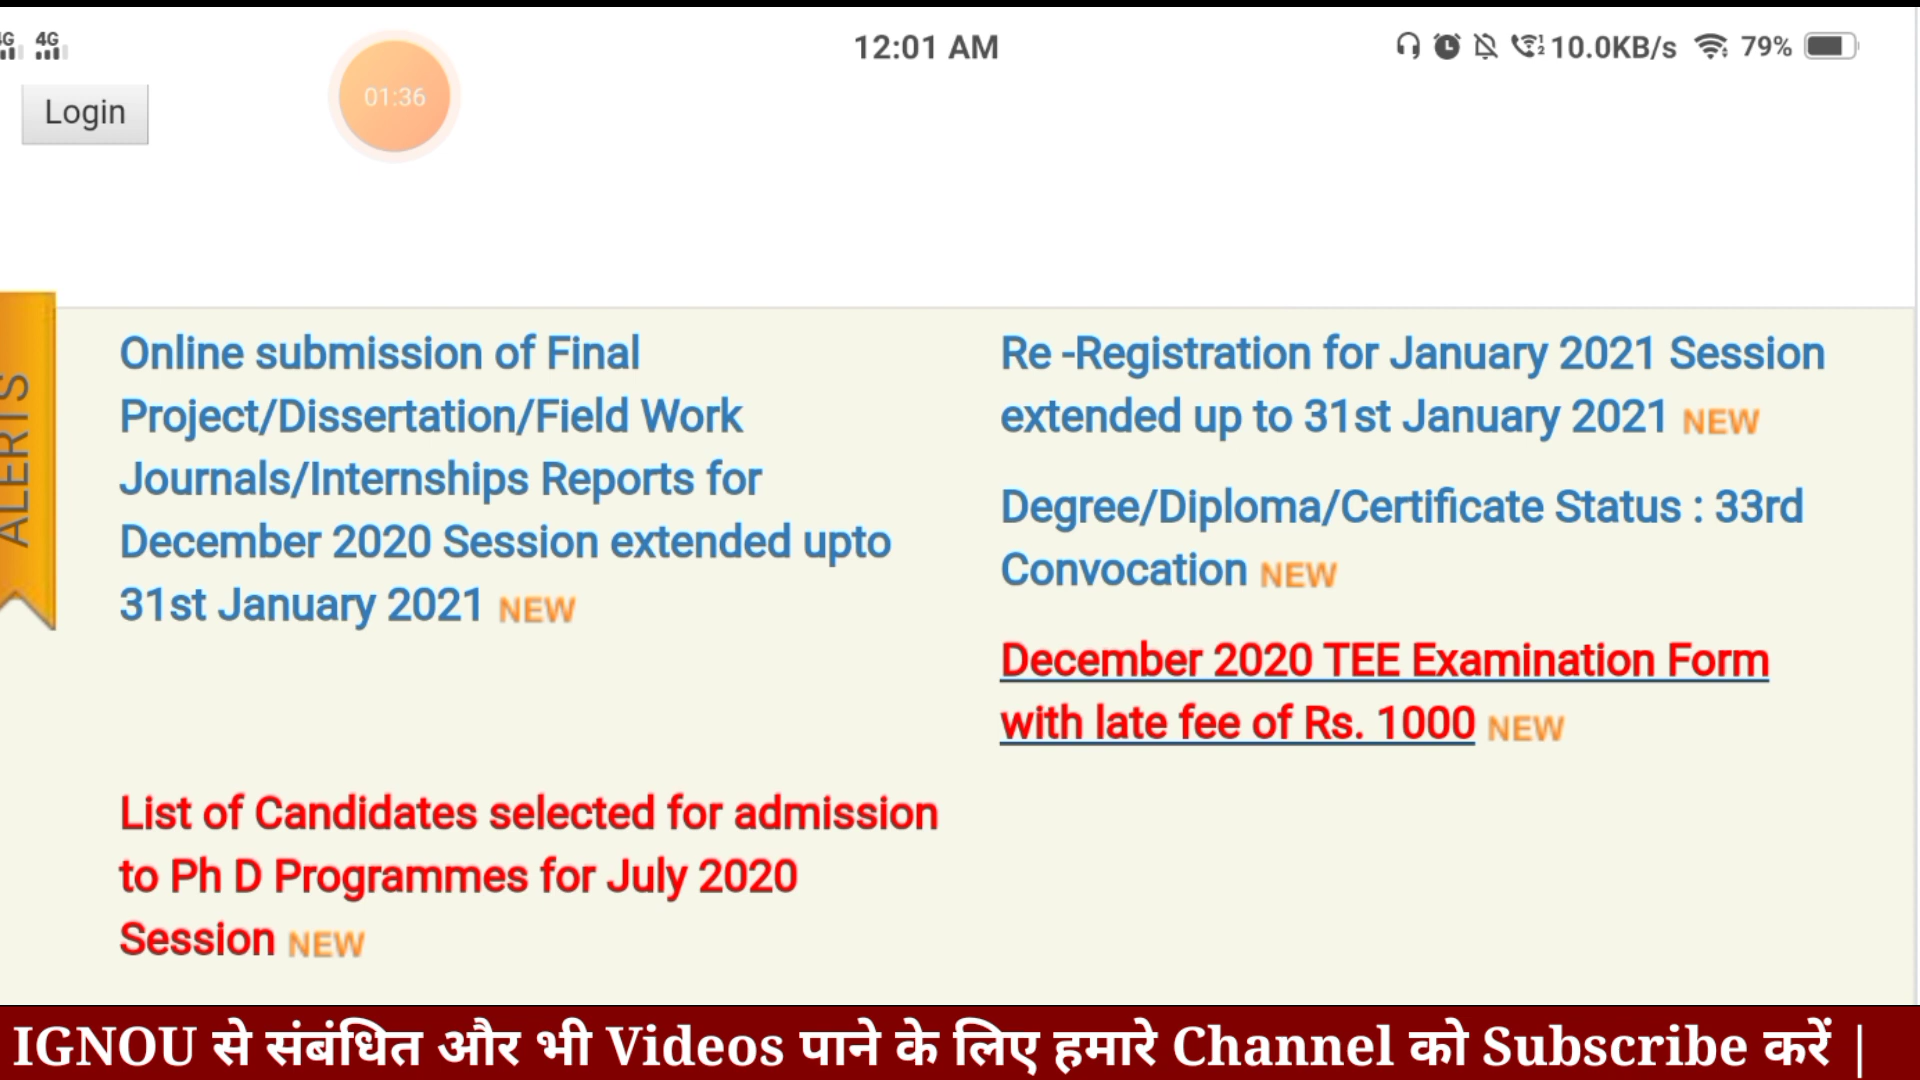 4G 4G
12:01 AM
10.0KB/s 79%
Login
01:36
ALERTS
Online submission of Final
Project/Dissertation/Field Work
Journals/Internships Reports for
December 2020 Session extended upto
31st January 2021 NEW
List of Candidates selected for admission
to Ph D Programmes for July 2020
Session NEW
Re -Registration for January 2021 Session
extended up to 31st January 2021 NEW
Degree/Diploma/Certificate Status : 33rd
Convocation NEW
December 2020 TEE Examination Form
with late fee of Rs. 1000 NEW
IGNOU से संबंधित और भी Videos पाने के लिए हमारे Channel को Subscribe करें |